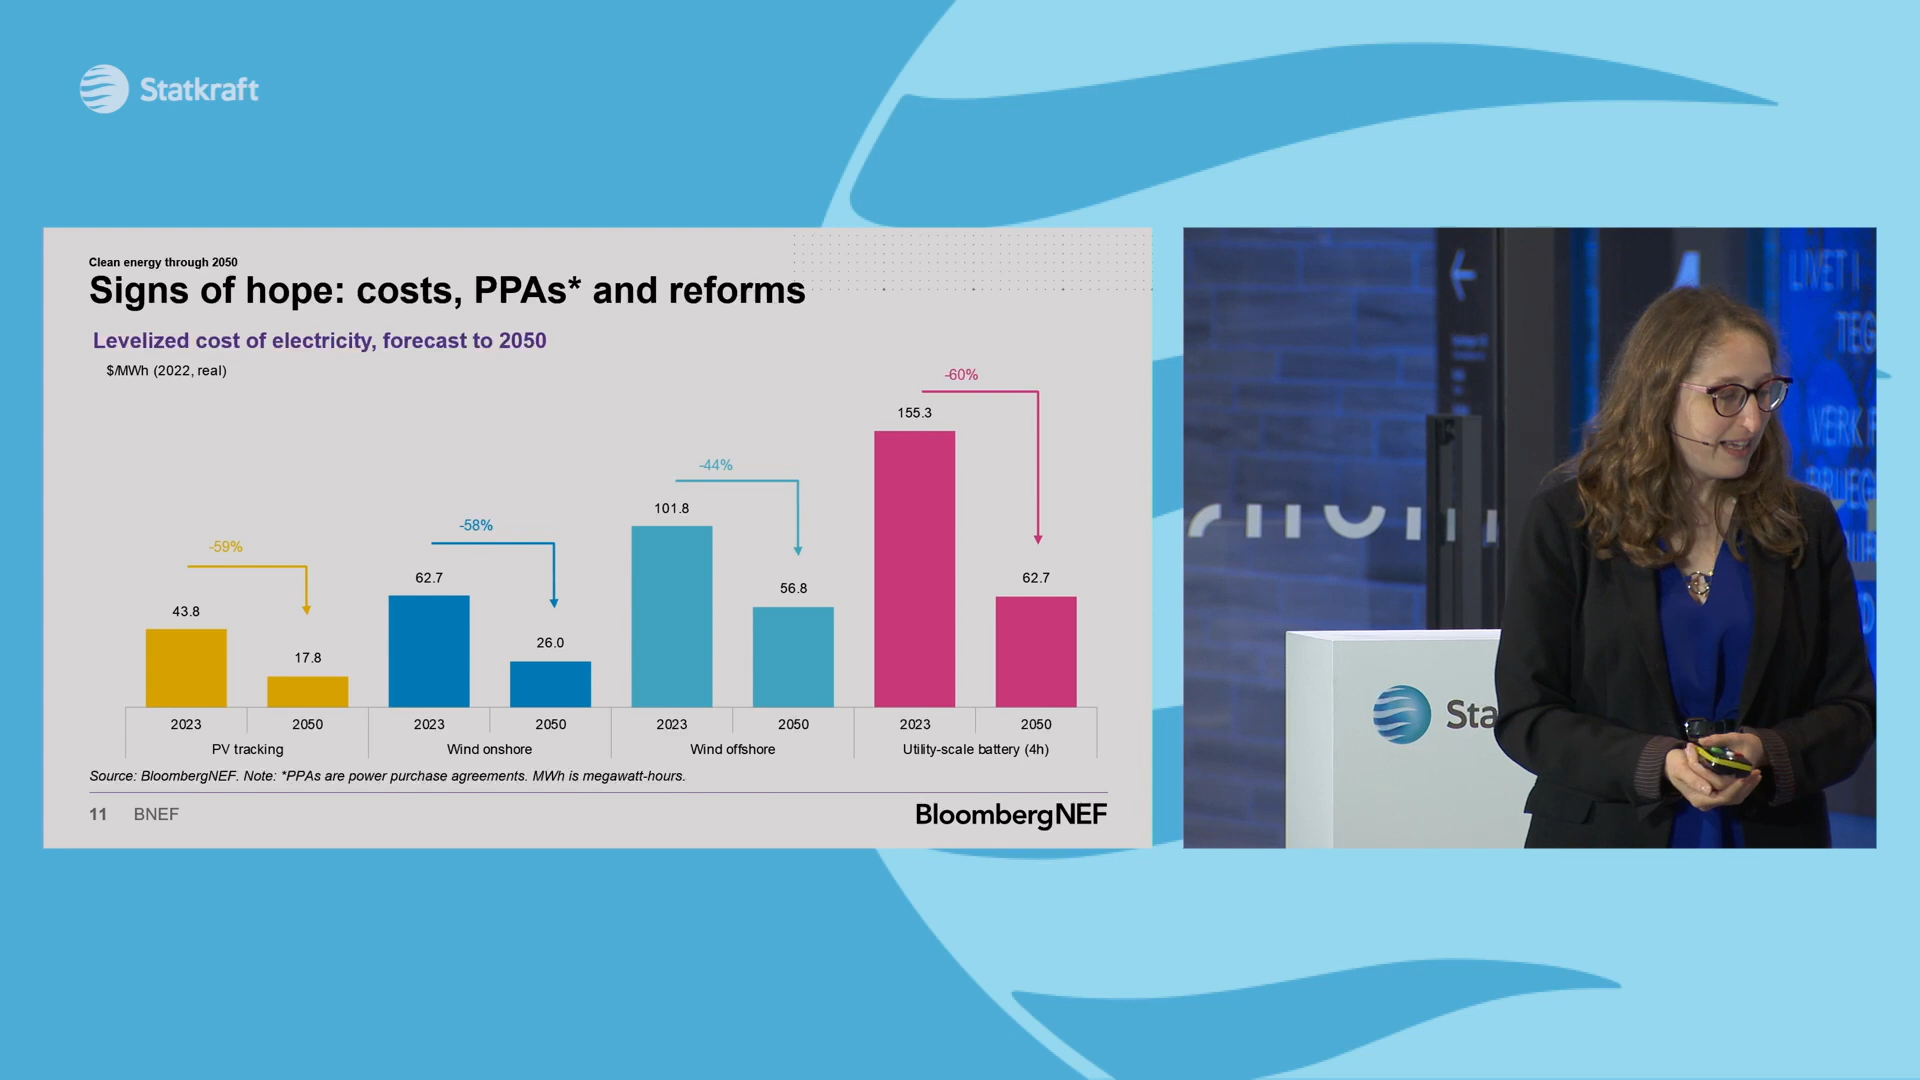 Statkraft
Clean energy through 2050
Signs of hope: costs, PPAs* and reforms
Levelized cost of electricity, forecast to 2050
$/MWh (2022, real)
-59%
-58%
-44%
-60%
43.8
17.8
62.7
26.0
101.8
56.8
155.3
62.7
2023
2050
2023
2050
2023
2050
2023
2050
PV tracking
Wind onshore
Wind offshore
Utility-scale battery (4h)
Source: BloombergNEF. Note: *PPAs are power purchase agreements. MWh is megawatt-hours.
11 BNEF
BloombergNEF
LIVET I
TEG
VERK F
Sta